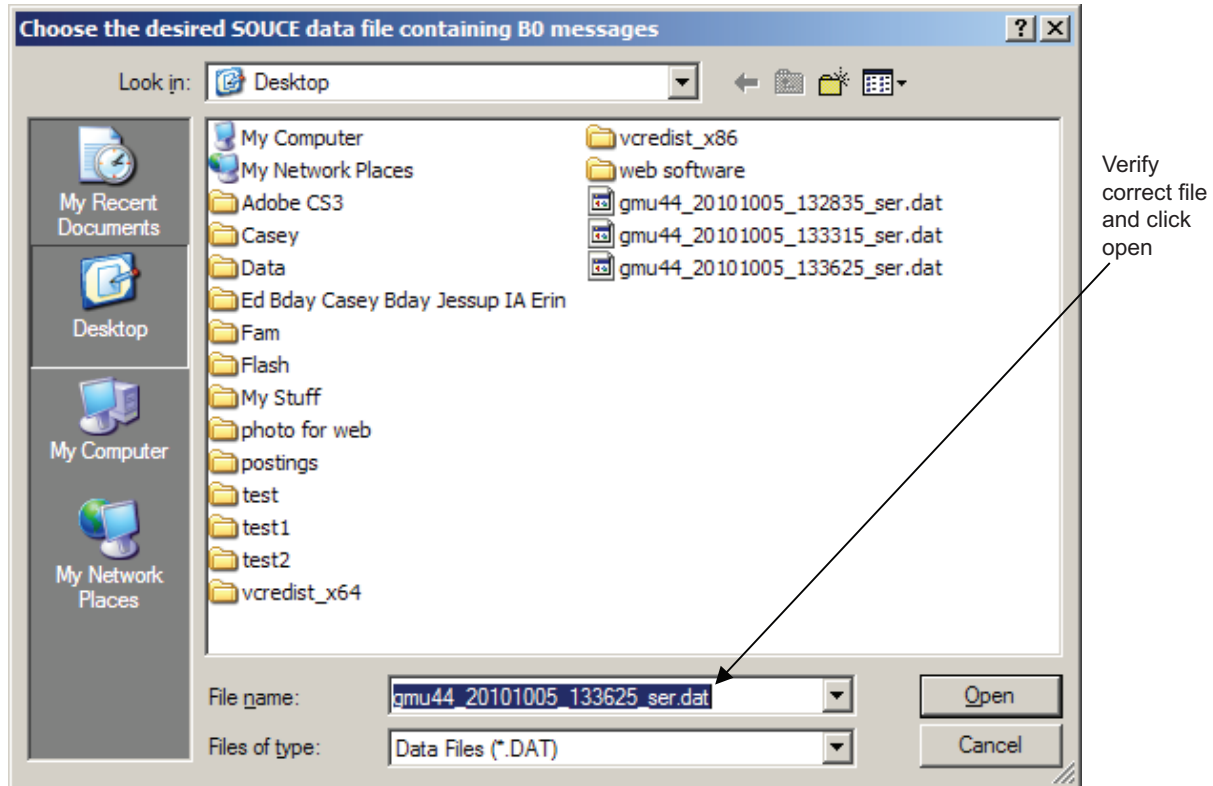 Choose the desired SOUCE data file containing B0 messages
Look in:
Desktop
My Recent
Documents
Desktop
My Computer
My Network
Places
My Computer
My Network Places
Adobe CS3
Casey
Data
Ed Bday Casey Bday Jessup IA Erin
Fam
Flash
My Stuff
photo for web
postings
test
test1
test2
vcredist_x64
vcredist_x86
web software
gmu44_20101005_132835_ser.dat
gmu44_20101005_133315_ser.dat
gmu44_20101005_133625_ser.dat
Verify
correct file
and click
open
File name:
gmu44_20101005_133625_ser.dat
Open
Files of type:
Data Files (*.DAT)
Cancel